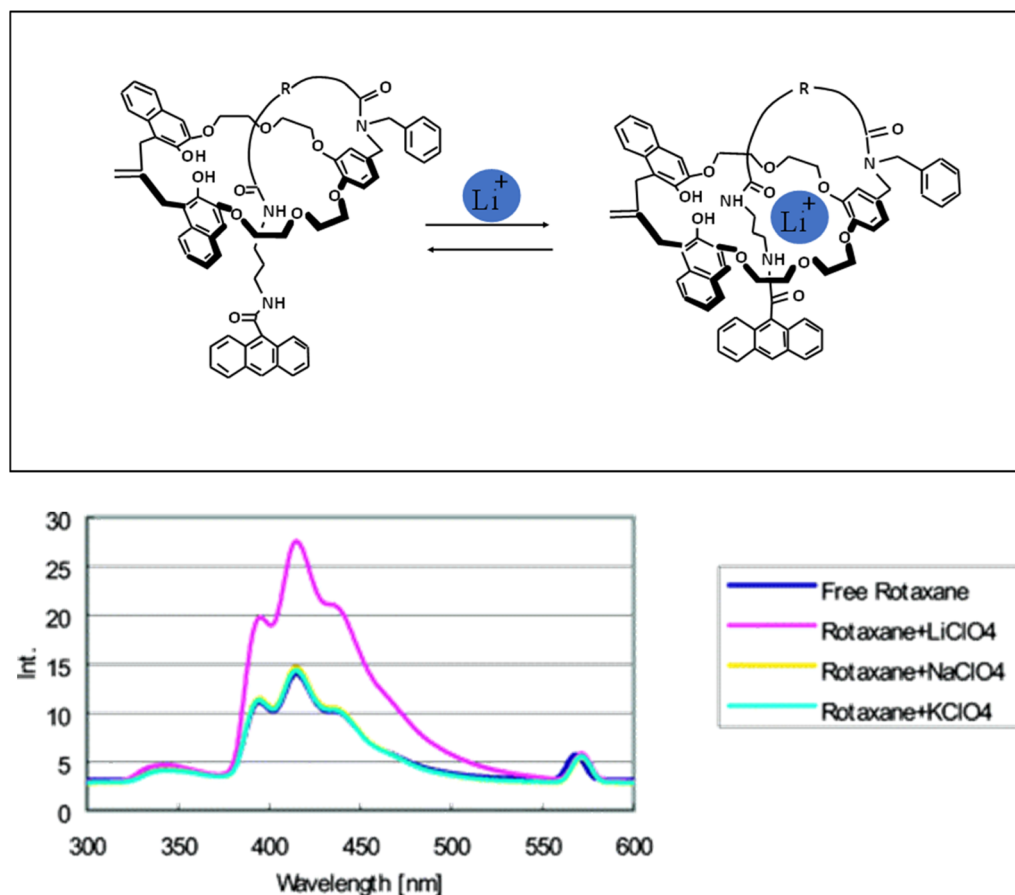 R
O
N
O
O
O
OH
O
OH
O
NH
O
O
O
NH
O
Li+
R
O
N
O
O
O
OH
O
NH
Li+
OH
O
NH
O
O
O
30
25
20
15
10
5
0
Int.
300 350 400 450 500 550 600
Wavelength [nm]
Free Rotaxane
Rotaxane+LiClO4
Rotaxane+NaClO4
Rotaxane+KClO4